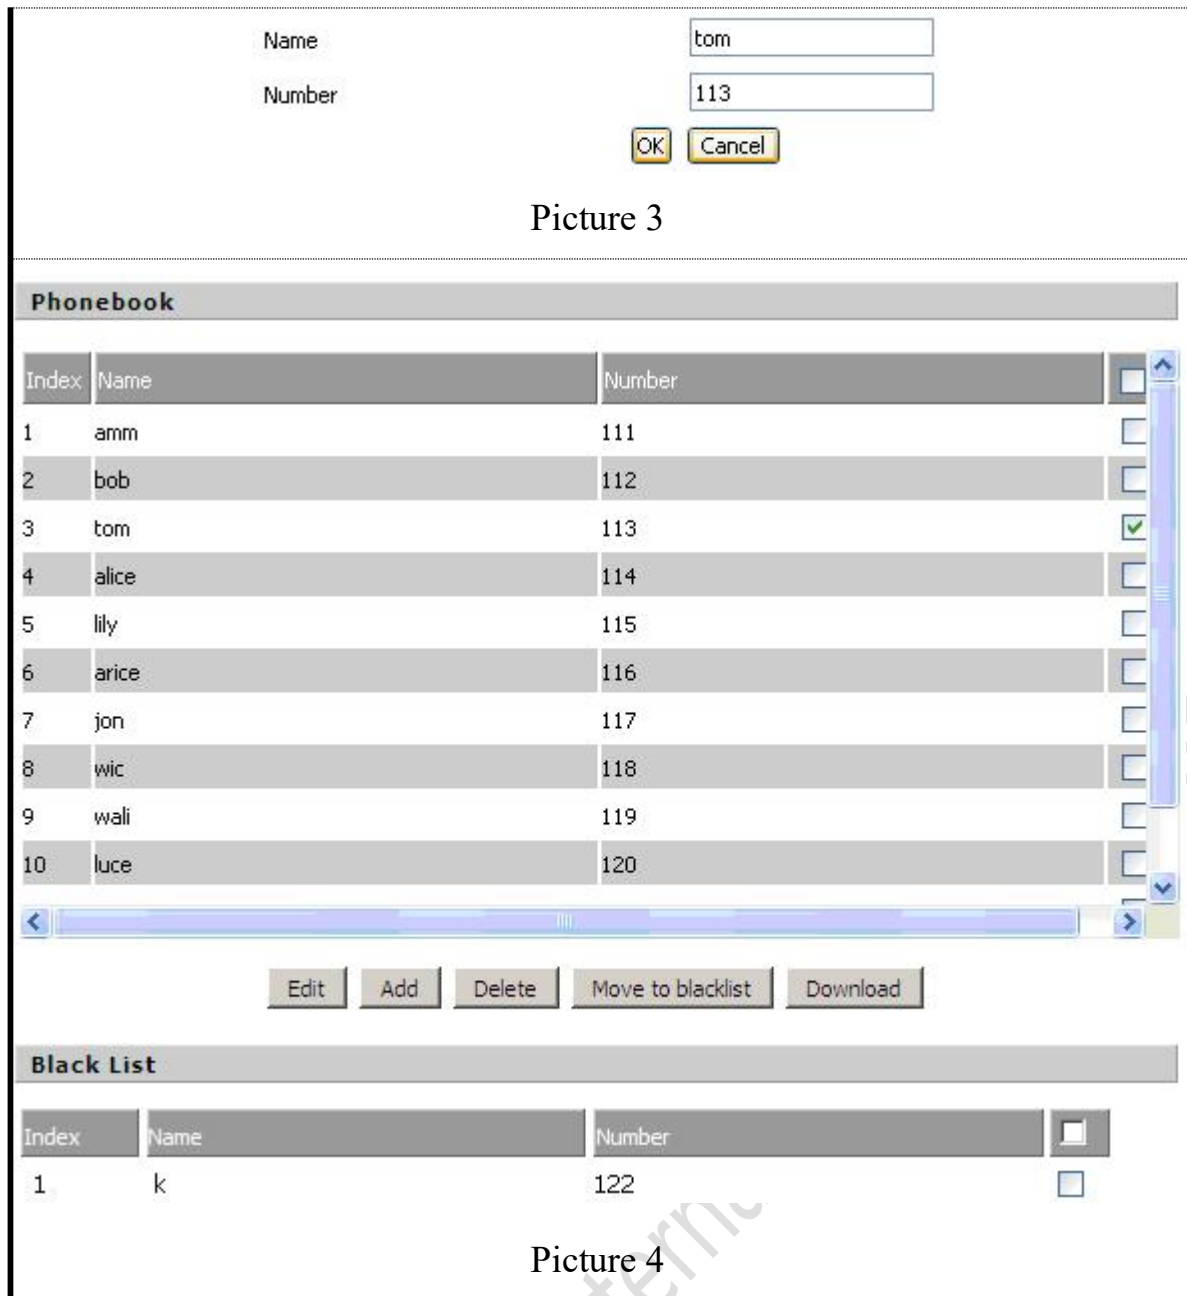 Name tom
Number 113
OK Cancel
Picture 3
Phonebook
Index Name Number
1 amm 111
2 bob 112
3 tom 113
4 alice 114
5 lily 115
6 arice 116
7 jon 117
8 wic 118
9 wali 119
10 luce 120
Edit Add Delete Move to blacklist Download
Black List
Index Name Number
1 k 122
Picture 4